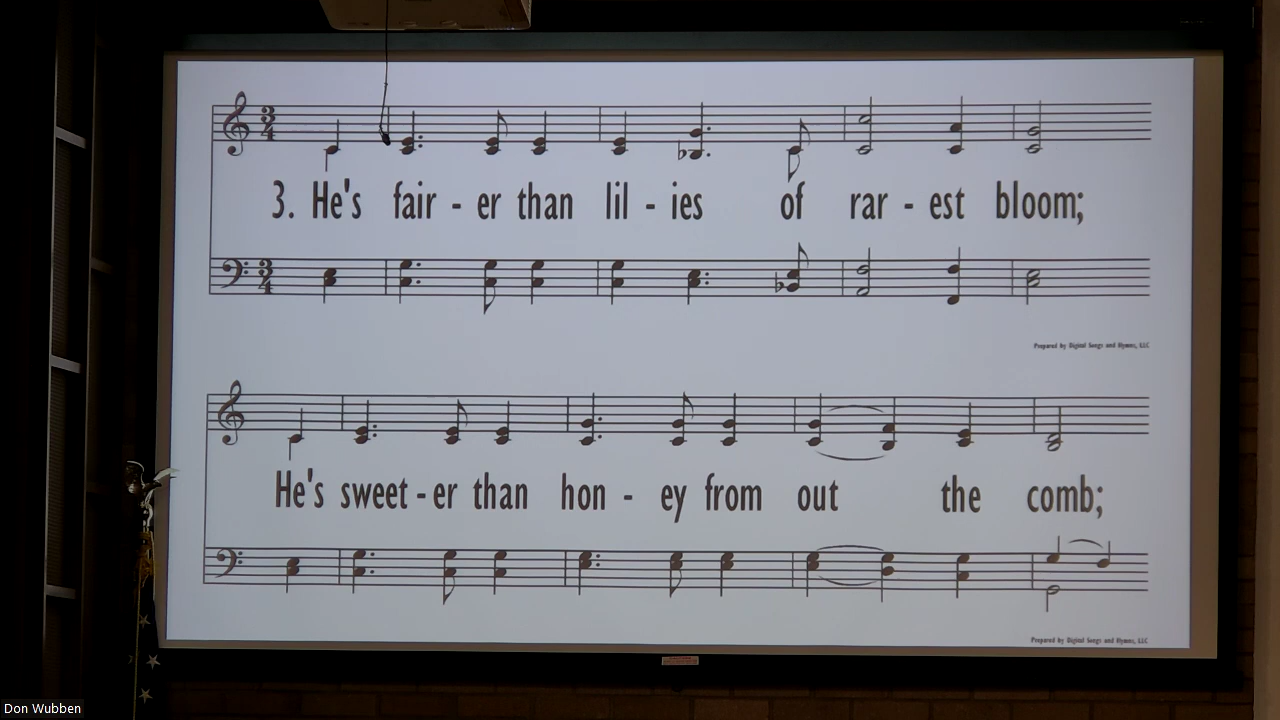 3. He's fair - er than lil - ies of rar - est bloom;
Prepared by Digital Songs and Hymns, LLC
He's sweet - er than hon - ey from out the comb;
Prepared by Digital Songs and Hymns, LLC
Don Wubben